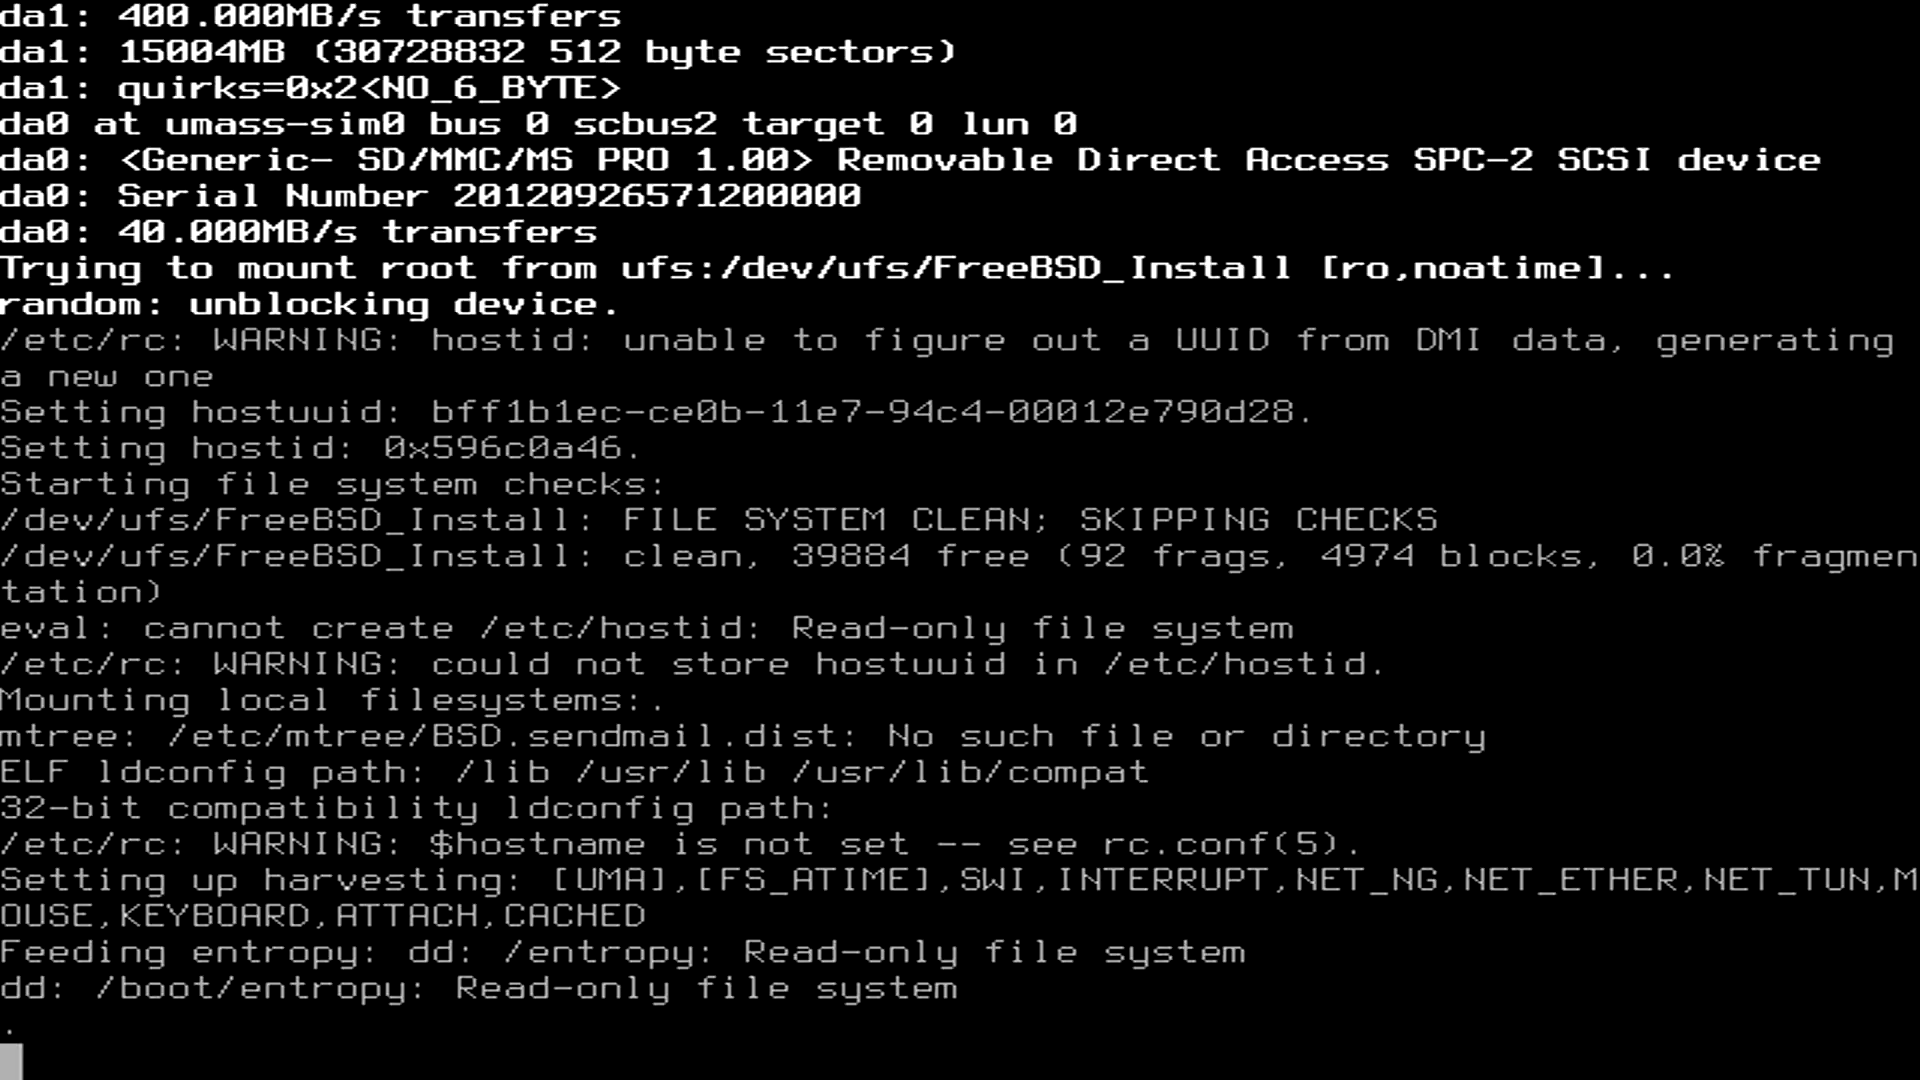 da1: 400.000MB/s transfers
da1: 15004MB (30728832 512 byte sectors)
da1: quirks=0x2<NO_6_BYTE>
da0 at umass-sim0 bus 0 scbus2 target 0 lun 0
da0: <Generic- SD/MMC/MS PRO 1.00> Removable Direct Access SPC-2 SCSI device
da0: Serial Number 20120926571200000
da0: 40.000MB/s transfers
Trying to mount root from ufs:/dev/ufs/FreeBSD_Install [ro,noatime]...
random: unblocking device.
/etc/rc: WARNING: hostid: unable to figure out a UUID from DMI data, generating
a new one
Setting hostuuid: bff1b1ec-ce0b-11e7-94c4-00012e790d28.
Setting hostid: 0x596c0a46.
Starting file system checks:
/dev/ufs/FreeBSD_Install: FILE SYSTEM CLEAN; SKIPPING CHECKS
/dev/ufs/FreeBSD_Install: clean, 39884 free (92 frags, 4974 blocks, 0.0% fragmen
tation)
eval: cannot create /etc/hostid: Read-only file system
/etc/rc: WARNING: could not store hostuuid in /etc/hostid.
Mounting local filesystems:.
mtree: /etc/mtree/BSD.sendmail.dist: No such file or directory
ELF ldconfig path: /lib /usr/lib /usr/lib/compat
32-bit compatibility ldconfig path:
/etc/rc: WARNING: $hostname is not set -- see rc.conf(5).
Setting up harvesting: [UMA],[FS_ATIME],SWI,INTERRUPT,NET_NG,NET_ETHER,NET_TUN,M
OUSE,KEYBOARD,ATTACH,CACHED
Feeding entropy: dd: /entropy: Read-only file system
dd: /boot/entropy: Read-only file system
.